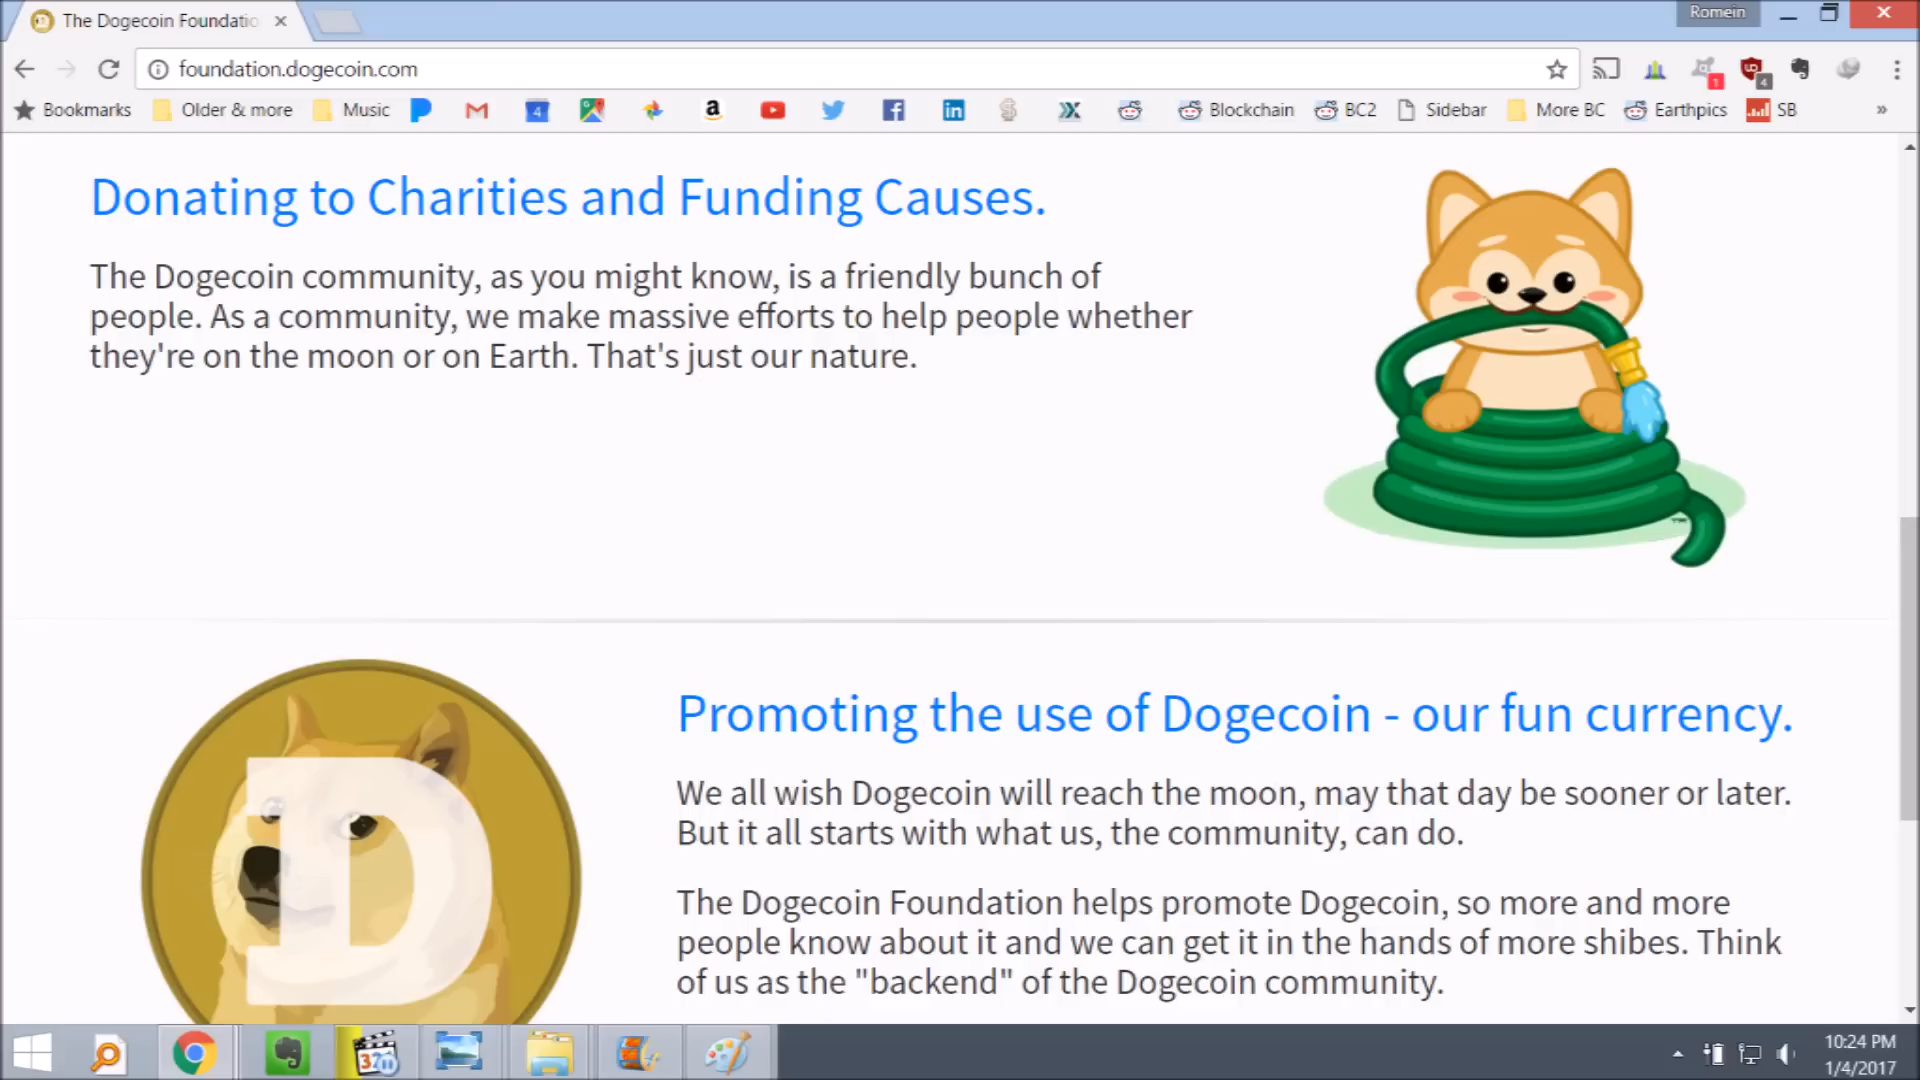 The Dogecoin Foundatio
Romein
foundation.dogecoin.com
1
4
Bookmarks Older & more Music 4 a in Blockchain BC2 Sidebar More BC Earthpics SB »
Donating to Charities and Funding Causes.
The Dogecoin community, as you might know, is a friendly bunch of
people. As a community, we make massive efforts to help people whether
they're on the moon or on Earth. That's just our nature.
TM
Promoting the use of Dogecoin - our fun currency.
We all wish Dogecoin will reach the moon, may that day be sooner or later.
But it all starts with what us, the community, can do.
The Dogecoin Foundation helps promote Dogecoin, so more and more
people know about it and we can get it in the hands of more shibes. Think
of us as the "backend" of the Dogecoin community.
D
10:24 PM
1/4/2017